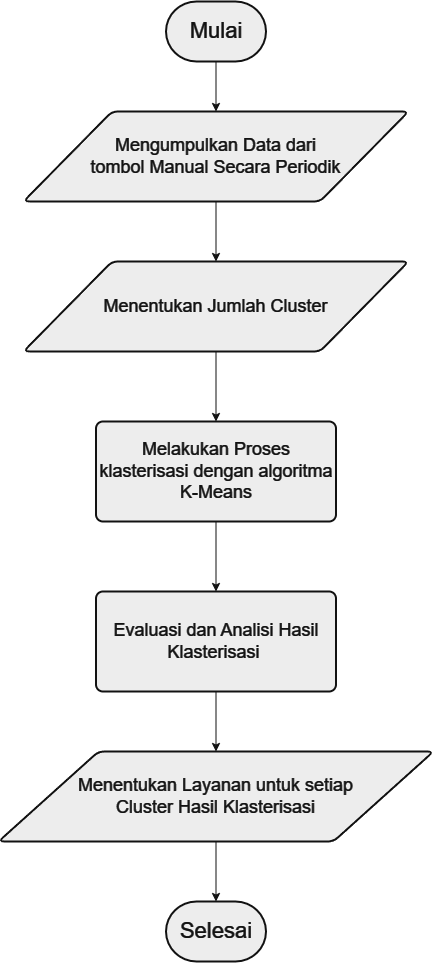 Mulai
Mengumpulkan Data dari
tombol Manual Secara Periodik
Menentukan Jumlah Cluster
Melakukan Proses
klasterisasi dengan algoritma
K-Means
Evaluasi dan Analisi Hasil
Klasterisasi
Menentukan Layanan untuk setiap
Cluster Hasil Klasterisasi
Selesai